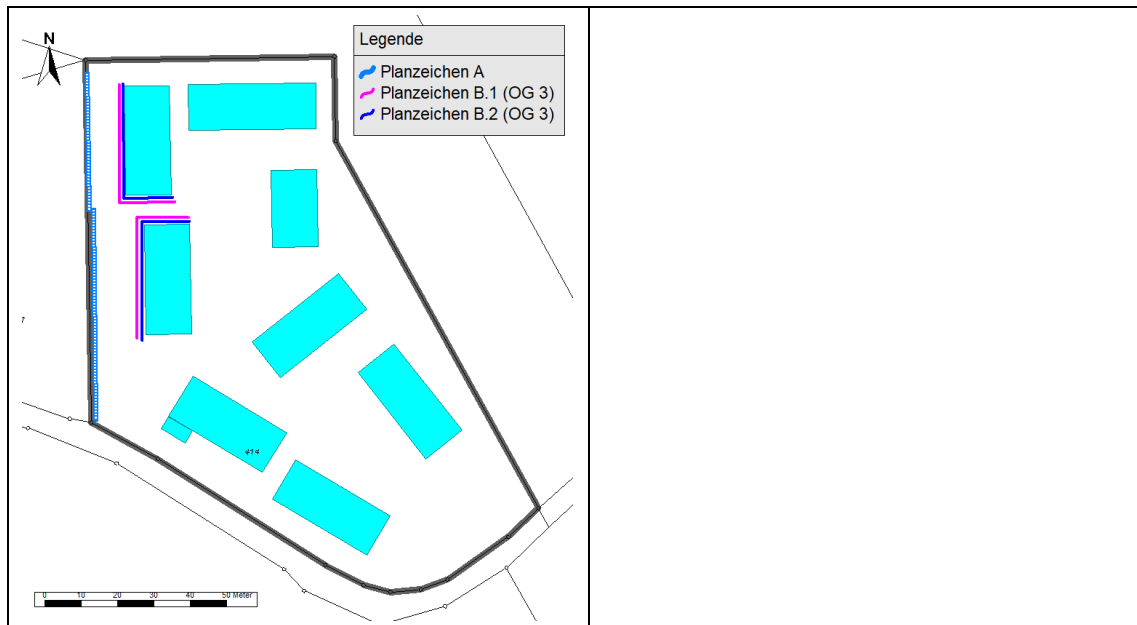 N
Legende
Planzeichen A
Planzeichen B.1 (OG 3)
Planzeichen B.2 (OG 3)
414
0 10 20 30 40 50 Meter